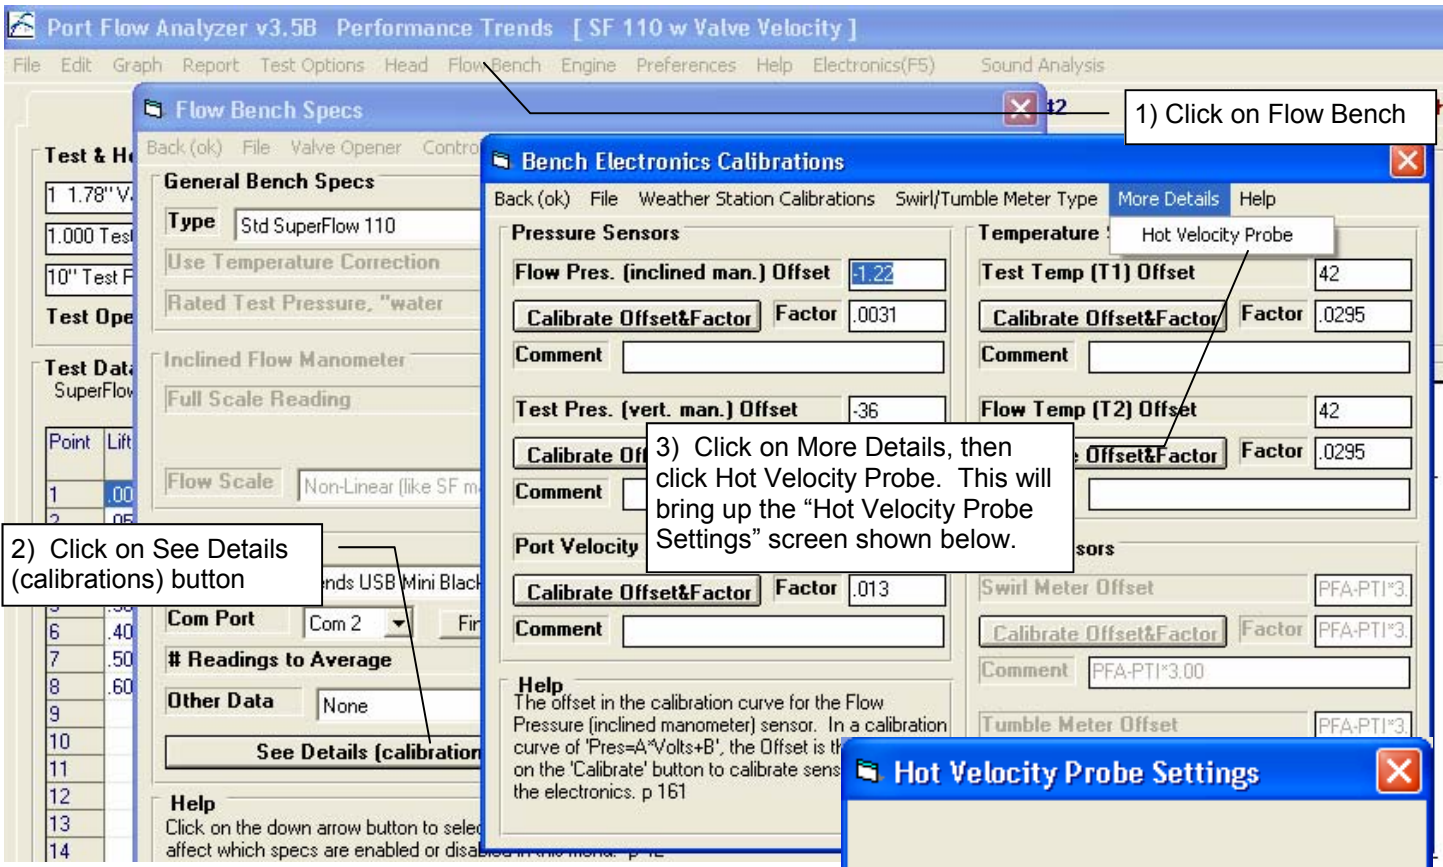 Port Flow Analyzer v3.5B Performance Trends [ SF 110 w Valve Velocity ]
File Edit Graph Report Test Options Head Flow Bench Engine Preferences Help Electronics(F5) Sound Analysis
1) Click on Flow Bench
Flow Bench Specs
Back (ok) File Valve Opener
General Bench Specs
Type Std SuperFlow 110
Use Temperature Correction
Rated Test Pressure, "water
Inclined Flow Manometer
Full Scale Reading
Flow Scale Non-Linear (like SF
Com Port Com 2
# Readings to Average
Other Data None
See Details (calibration
Help
Click on the down arrow button to
affect which specs are enabled or
Test &
1 1.78"
1.000
10" Test
Test
Test
Point Lift
1 .00
2
6 .40
7 .50
8 .60
9
10
11
12
13
14
2) Click on See Details
(calibrations) button
USB Mini
Bench Electronics Calibrations
Back (ok) File Weather Station Calibrations Swirl/Tumble Meter Type More Details Help
Hot Velocity Probe
Pressure Sensors
Flow Pres. (inclined man.) Offset -1.22
Calibrate Offset&Factor Factor .0031
Comment
Test Pres. (vert. man.) Offset -36
Calibrate
Comment
Port Velocity
Calibrate Offset&Factor Factor .013
Comment
Help
The offset in the calibration curve for the Flow
Pressure (inclined manometer) sensor. In a calibration
curve of 'Pres=A*Volts+B', the Offset is
on the 'Calibrate' button to calibrate
the electronics. p 161
Temperature
Test Temp (T1) Offset 42
Calibrate Offset&Factor Factor .0295
Comment
Flow Temp (T2) Offset 42
Offset&Factor Factor .0295
3) Click on More Details, then
click Hot Velocity Probe. This will
bring up the “Hot Velocity Probe
Settings” screen shown below.
Swirl Meter Offset PFA-PTI*3.
Calibrate Offset&Factor Factor PFA-PTI*3.
Comment PFA-PTI*3.00
Tumble Meter Offset PFA-PTI*3.
Hot Velocity Probe Settings